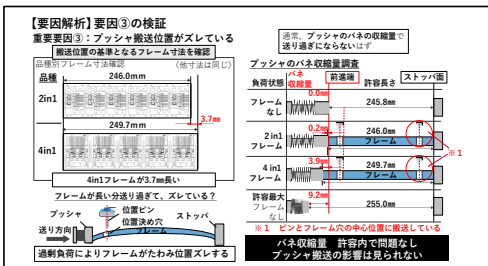 【要因解析】要因③の検証
重要要因③：プッシャ搬送位置がズレている
搬送位置の基準となるフレーム寸法を確認
品種別フレーム寸法確認 （他寸法は同じ）
品種
246.0mm
2in1
3.7mm
249.7mm
4in1
4in1フレームが3.7mm長い
フレームが長い分送り過ぎて、ズレている？
プッシャ
位置ピン
位置決め穴
ストッパ
送り方向
フレーム
過剰負荷によりフレームがたわみ位置ズレする
通常、プッシャのバネの収縮量で
送り過ぎにならないはず
プッシャのバネの収縮量調査
負荷状態
バネ
収縮量
前進端
許容長さ
ストッパ面
フレーム
なし
0.0mm
245.8mm
2 in1
フレーム
0.2mm
246.0mm
フレーム
※１
4 in1
フレーム
3.9mm
249.7mm
フレーム
許容最大
フレーム
なし
9.2mm
255.0mm
※１ ピンとフレーム穴の中心位置に搬送している
バネ収縮量 許容内で問題なし
プッシャ搬送の影響は見られない